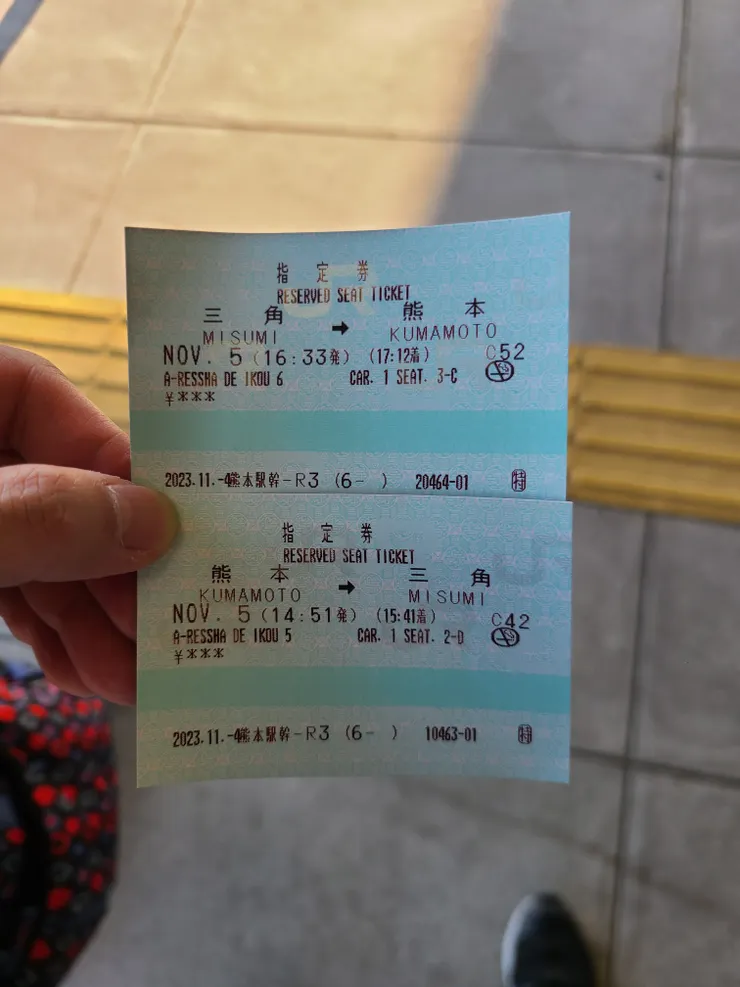 指定券
RESERVED SEAT TICKET
三角 → 熊本
MISUMI KUMAMOTO
NOV. 5 (16:33発) (17:12着) C52
A-RESSHA DE IKOU 6 CAR. 1 SEAT. 3-C
¥***
2023.11.-4熊本駅幹-R3 (6- ) 20464-01 特
指定券
RESERVED SEAT TICKET
熊本 → 三角
KUMAMOTO MISUMI
NOV. 5 (14:51発) (15:41着) C42
A-RESSHA DE IKOU 5 CAR. 1 SEAT. 2-D
¥***
2023.11.-4熊本駅幹-R3 (6- ) 10463-01 特